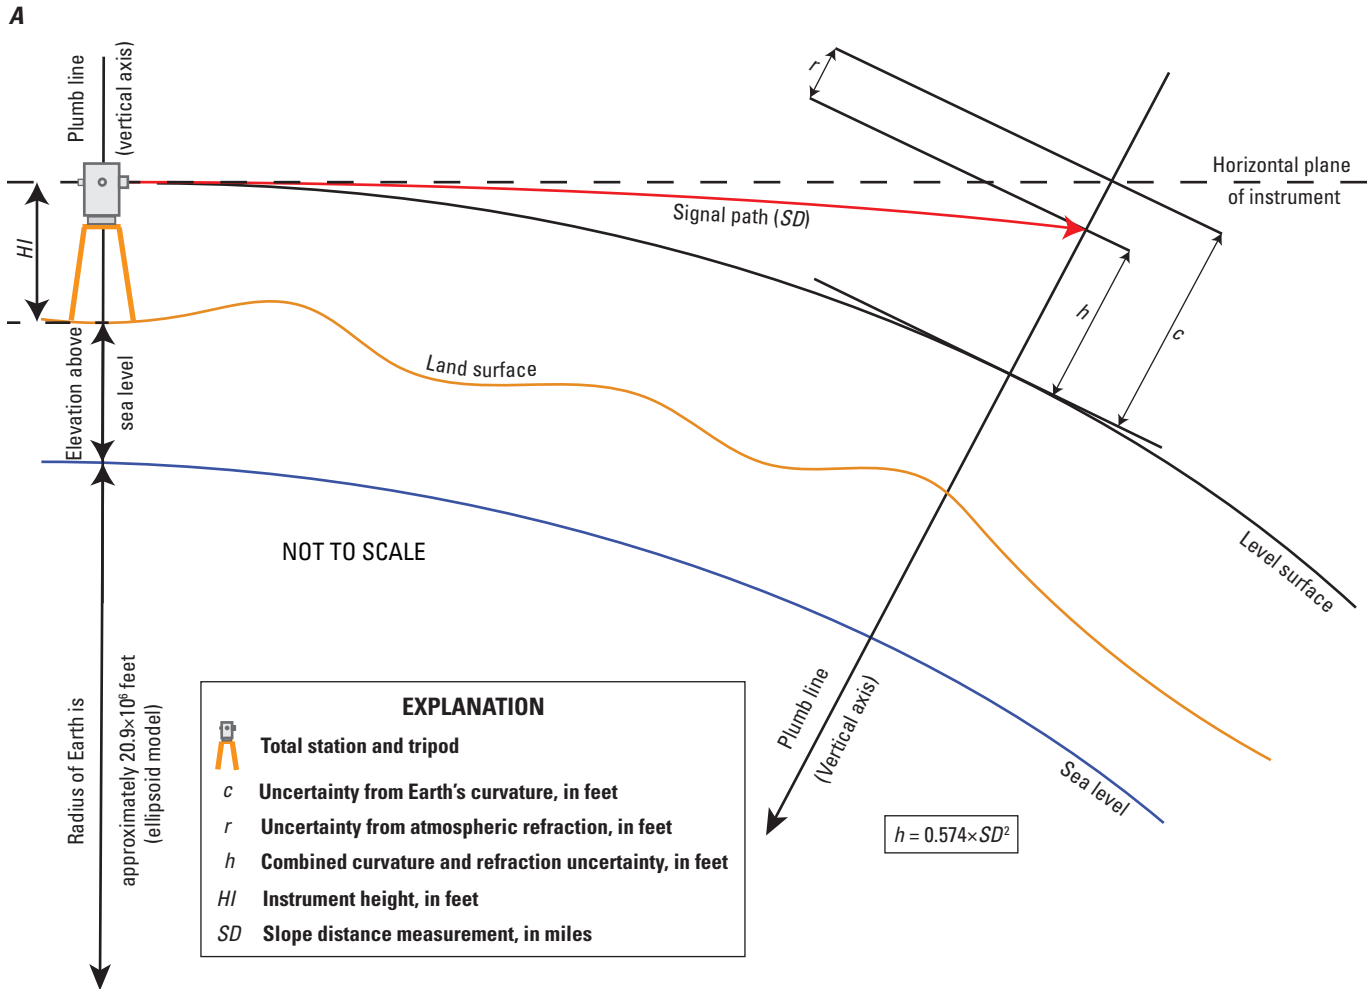 A
Plumb line
(vertical axis)
r
Horizontal plane
of instrument
Signal path (SD)
HI
h
c
Land surface
Elevation above
sea level
NOT TO SCALE
Level surface
Radius of Earth is
approximately 20.9×10⁶ feet
(ellipsoid model)
Plumb line
(Vertical axis)
Sea level
h = 0.574×SD²
EXPLANATION
Total station and tripod
c Uncertainty from Earth's curvature, in feet
r Uncertainty from atmospheric refraction, in feet
h Combined curvature and refraction uncertainty, in feet
HI Instrument height, in feet
SD Slope distance measurement, in miles